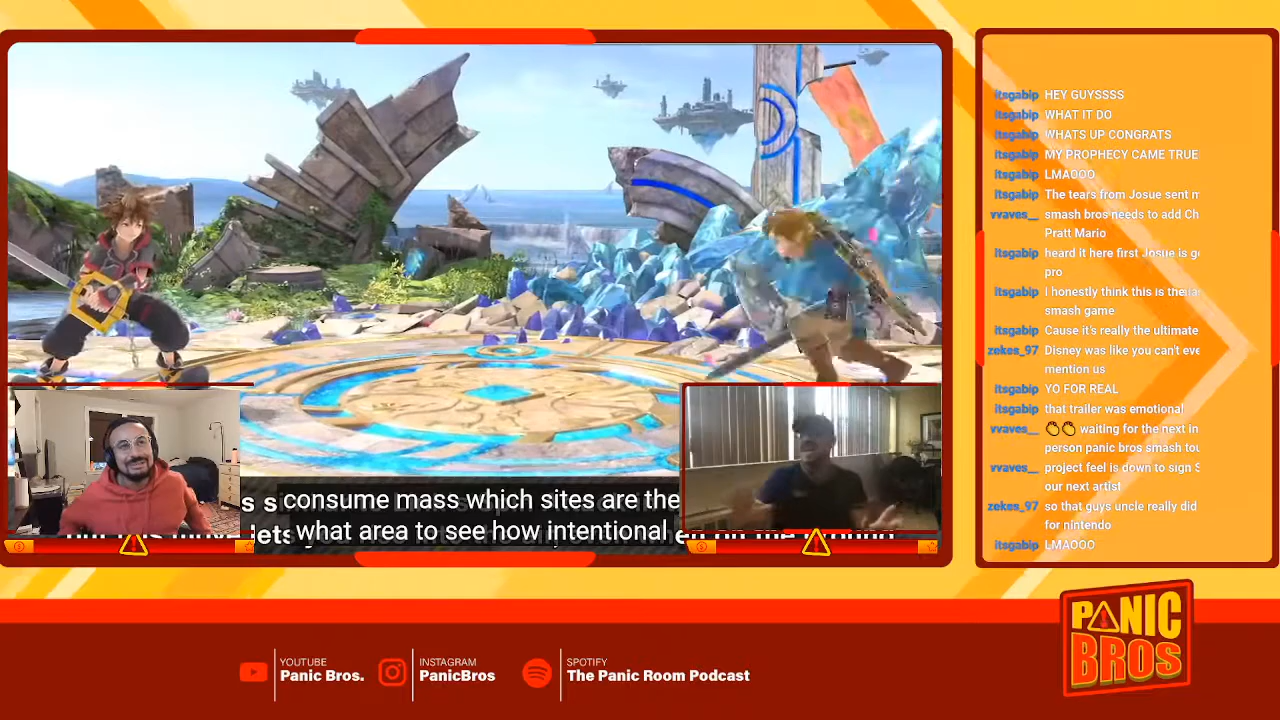 itsgabip HEY GUYSSSS
itsgabip WHAT IT DO
itsgabip WHATS UP CONGRATS
itsgabip MY PROPHECY CAME TRUE
itsgabip LMAOOO
itsgabip The tears from Josue sent m
vvaves__ smash bros needs to add Ch
Pratt Mario
itsgabip heard it here first Josue is go
pro
itsgabip I honestly think this is the
smash game
itsgabip Cause it's really the ultimate
zekes_97 Disney was like you can't eve
mention us
itsgabip YO FOR REAL
itsgabip that trailer was emotional
vvaves__ 👏👏 waiting for the next in
person panic bros smash tou
vvaves__ project feel is down to sign S
our next artist
zekes_97 so that guys uncle really did
for nintendo
itsgabip LMAOOO
consume mass which sites are the
what area to see how intentional
lets
PANIC
BROS
YOUTUBE
Panic Bros.
INSTAGRAM
PanicBros
SPOTIFY
The Panic Room Podcast